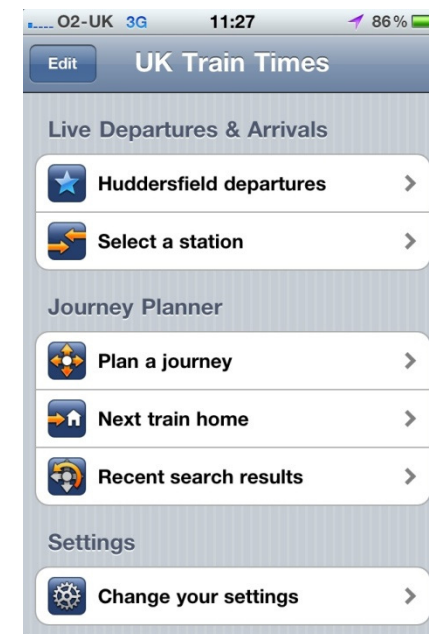 O2-UK 3G 11:27 86%
Edit UK Train Times
Live Departures & Arrivals
Huddersfield departures
Select a station
Journey Planner
Plan a journey
Next train home
Recent search results
Settings
Change your settings